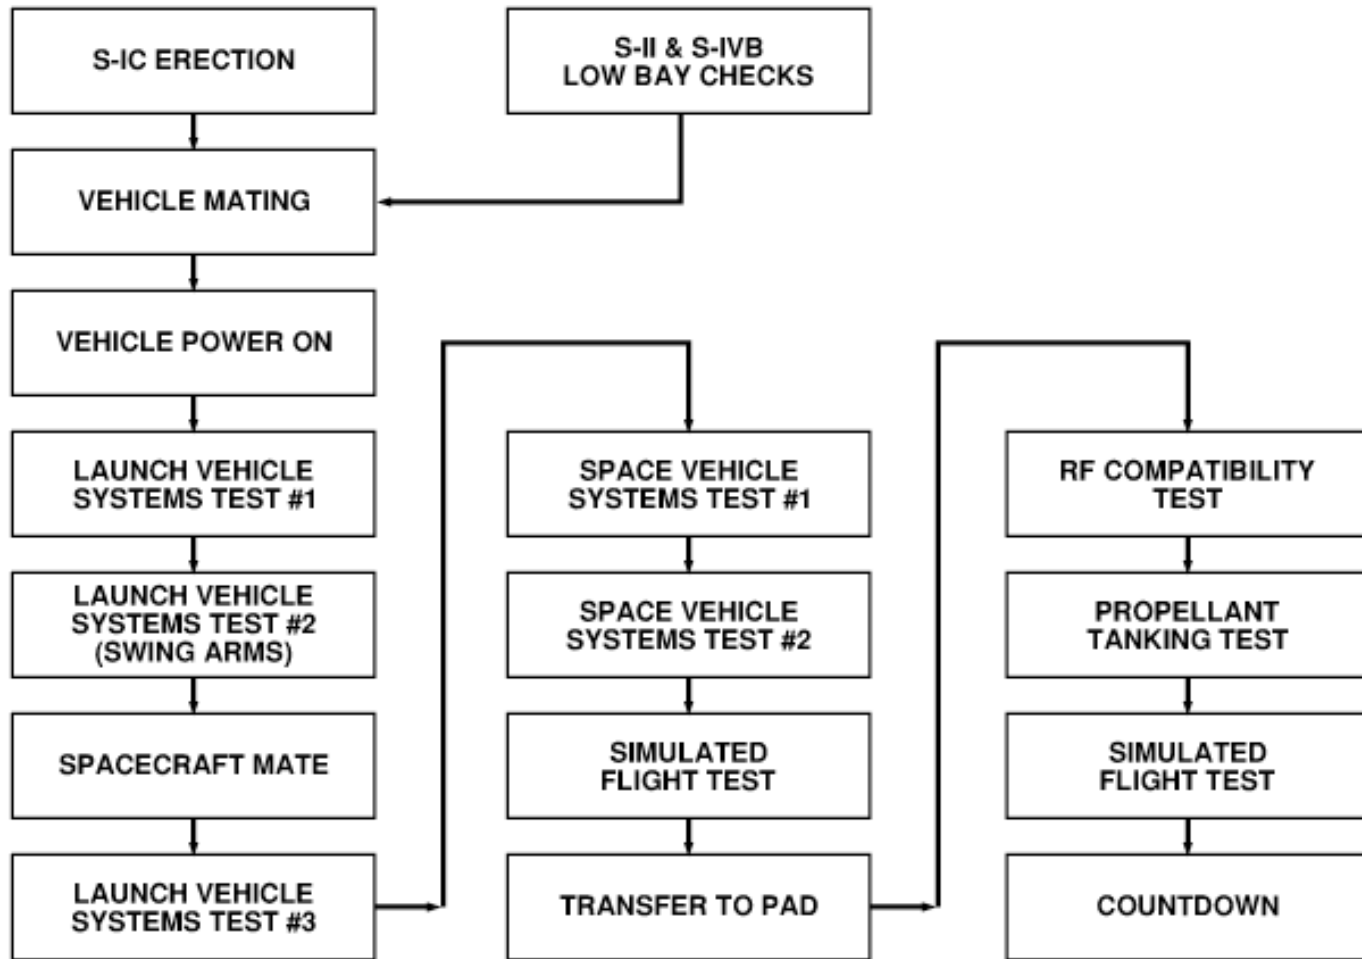 S-IC ERECTION
S-II & S-IVB
LOW BAY CHECKS
VEHICLE MATING
VEHICLE POWER ON
LAUNCH VEHICLE
SYSTEMS TEST #1
LAUNCH VEHICLE
SYSTEMS TEST #2
(SWING ARMS)
SPACECRAFT MATE
LAUNCH VEHICLE
SYSTEMS TEST #3
SPACE VEHICLE
SYSTEMS TEST #1
SPACE VEHICLE
SYSTEMS TEST #2
SIMULATED
FLIGHT TEST
TRANSFER TO PAD
RF COMPATIBILITY
TEST
PROPELLANT
TANKING TEST
SIMULATED
FLIGHT TEST
COUNTDOWN